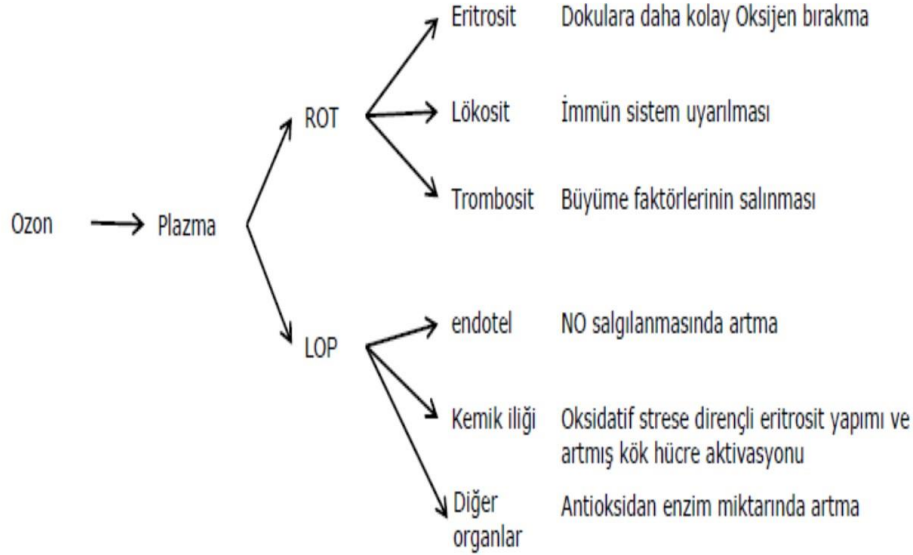 Eritrosit Dokulara daha kolay Oksijen bırakma
ROT
Lökosit İmmün sistem uyarılması
Trombosit Büyüme faktörlerinin salınması
Ozon Plazma
endotel NO salgılanmasında artma
LOP
Kemik iliği Oksidatif strese dirençli eritrosit yapımı ve
artmış kök hücre aktivasyonu
Diğer
organlar Antioksidan enzim miktarında artma